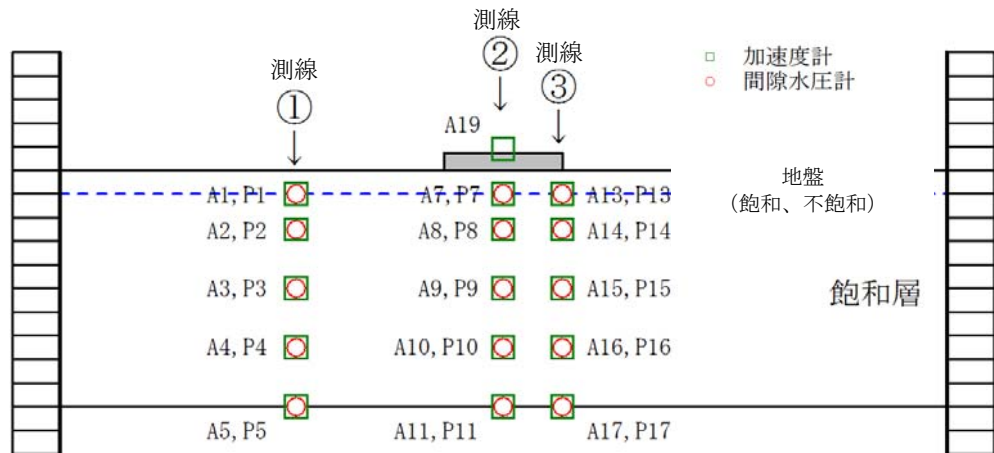 測線
②
測線
③
測線
①
□ 加速度計
○ 間隙水圧計
A19
地盤
(飽和、不飽和)
A1, P1
A7, P7
A13, P13
A2, P2
A8, P8
A14, P14
A3, P3
A9, P9
A15, P15
飽和層
A4, P4
A10, P10
A16, P16
A5, P5
A11, P11
A17, P17